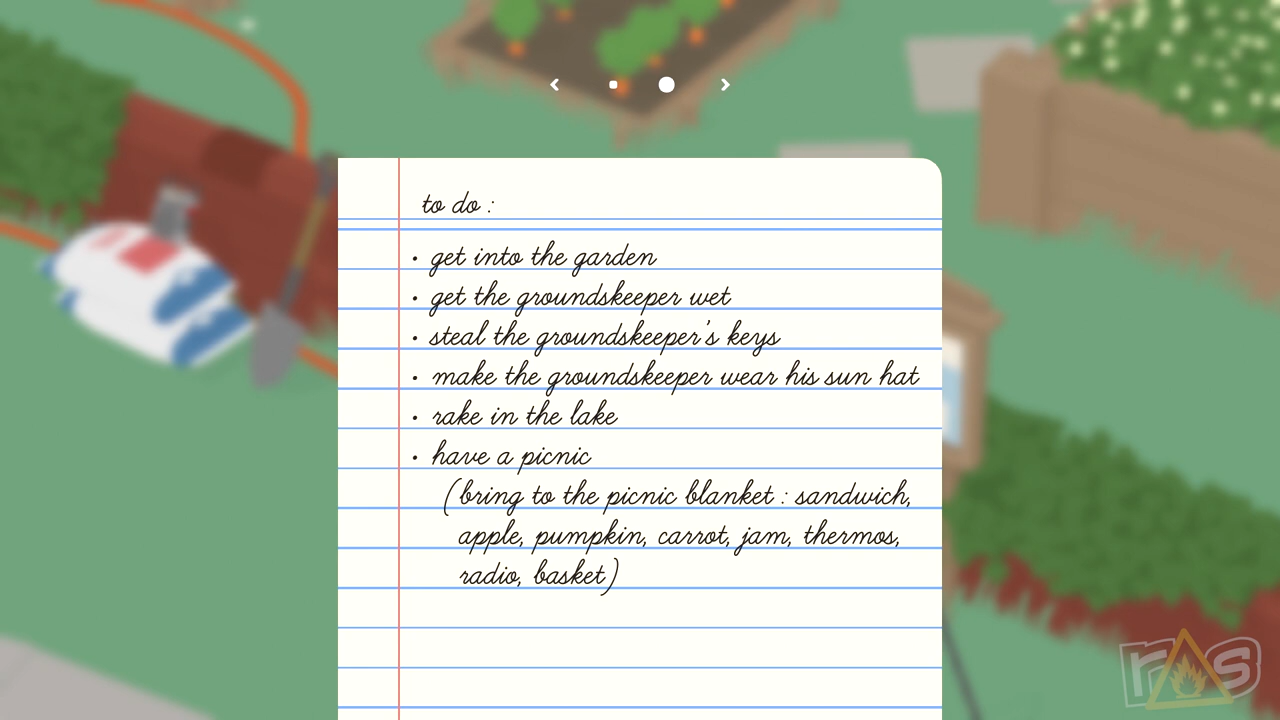 to do :
• get into the garden
• get the groundskeeper wet
• steal the groundskeeper's keys
• make the groundskeeper wear his sun hat
• rake in the lake
• have a picnic
(bring to the picnic blanket : sandwich,
apple, pumpkin, carrot, jam, thermos,
radio, basket)
ras